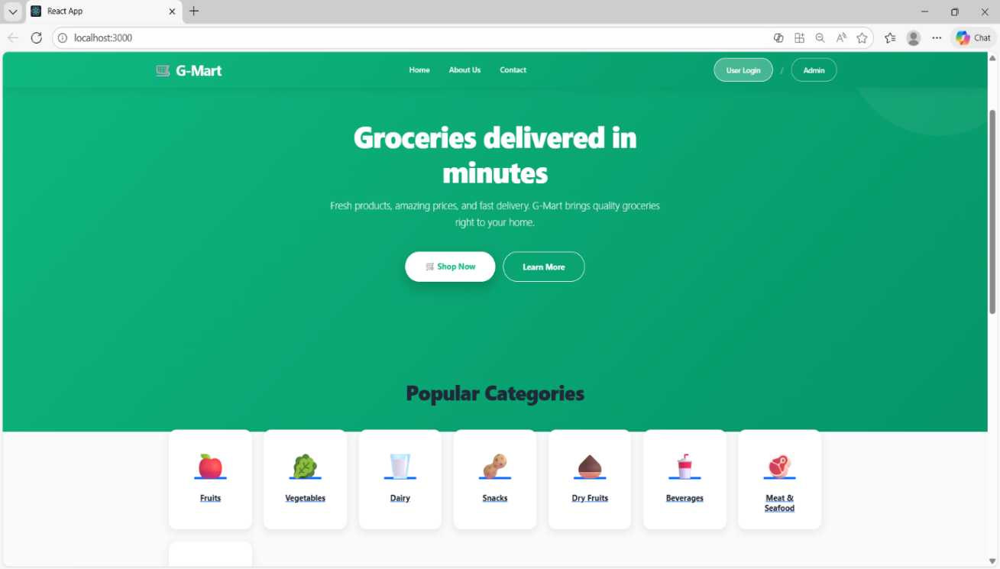 React App
localhost:3000
Chat
G-Mart
Home
About Us
Contact
User Login
/
Admin
Groceries delivered in
minutes
Fresh products, amazing prices, and fast delivery. G-Mart brings quality groceries
right to your home.
Shop Now
Learn More
Popular Categories
Fruits
Vegetables
Dairy
Snacks
Dry Fruits
Beverages
Meat &
Seafood